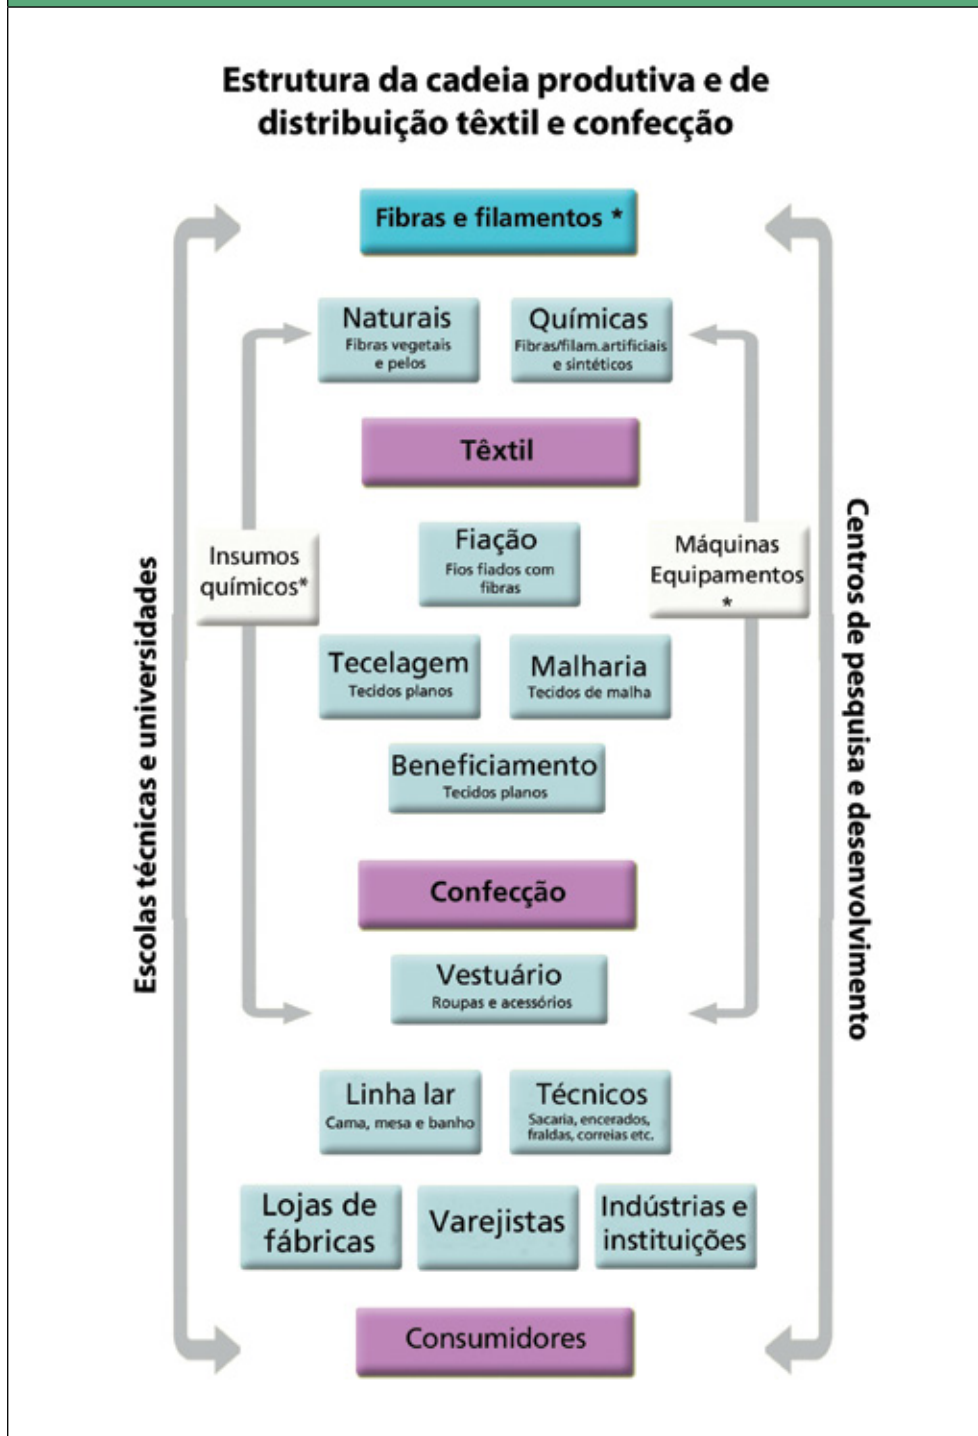 Estrutura da cadeia produtiva e de
distribuição têxtil e confecção
Fibras e filamentos *
Naturais
Fibras vegetais
e pelos
Químicas
Fibras/filam.artificiais
e sintéticos
Têxtil
Insumos
químicos*
Fiação
Fios fiados com
fibras
Máquinas
Equipamentos
*
Tecelagem
Tecidos planos
Malharia
Tecidos de malha
Beneficiamento
Tecidos planos
Escolas técnicas e universidades
Centros de pesquisa e desenvolvimento
Confecção
Vestuário
Roupas e acessórios
Linha lar
Cama, mesa e banho
Técnicos
Sacaria, encerados,
fraldas, correias etc.
Lojas de
fábricas
Varejistas
Indústrias e
instituições
Consumidores